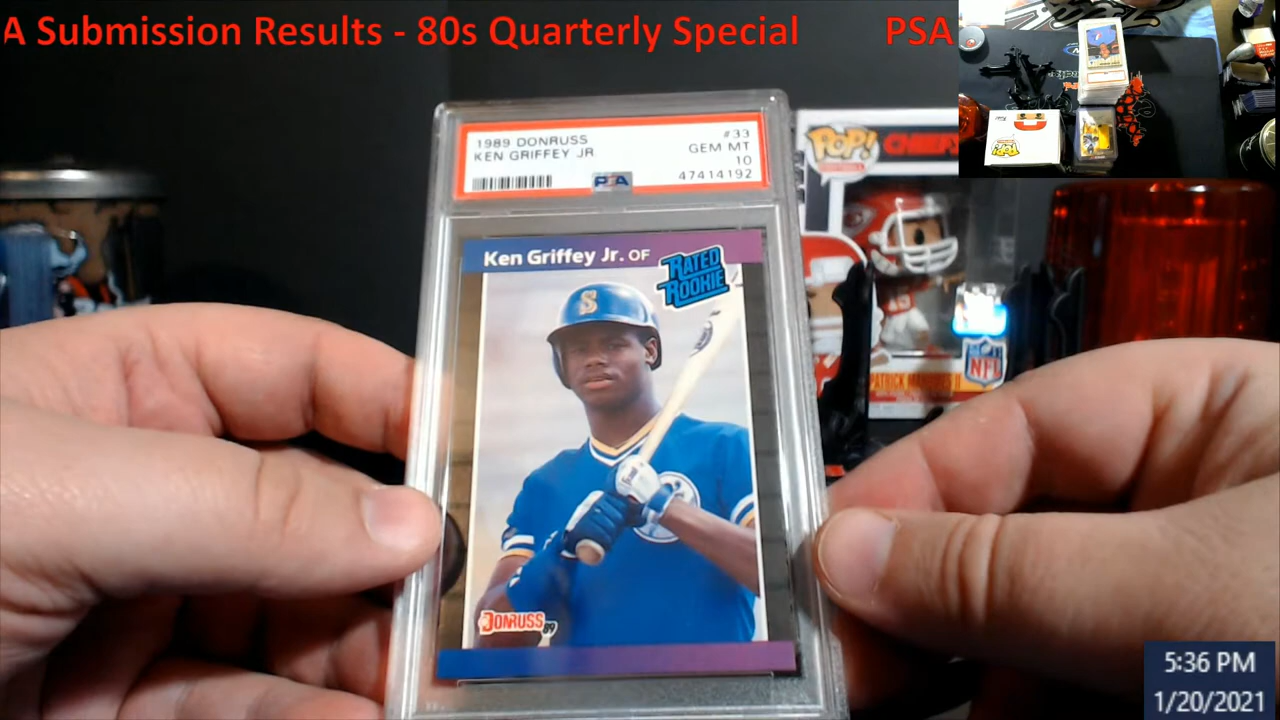 A Submission Results - 80s Quarterly Special PSA
1989 DONRUSS #33
KEN GRIFFEY JR GEM MT
10
PSA 47414192
Ken Griffey Jr. OF
RATED
ROOKIE
S
DONRUSS
89
POP!
CHIEFS
NFL
PATRICK MAHOMES II
POP!
5:36 PM
1/20/2021